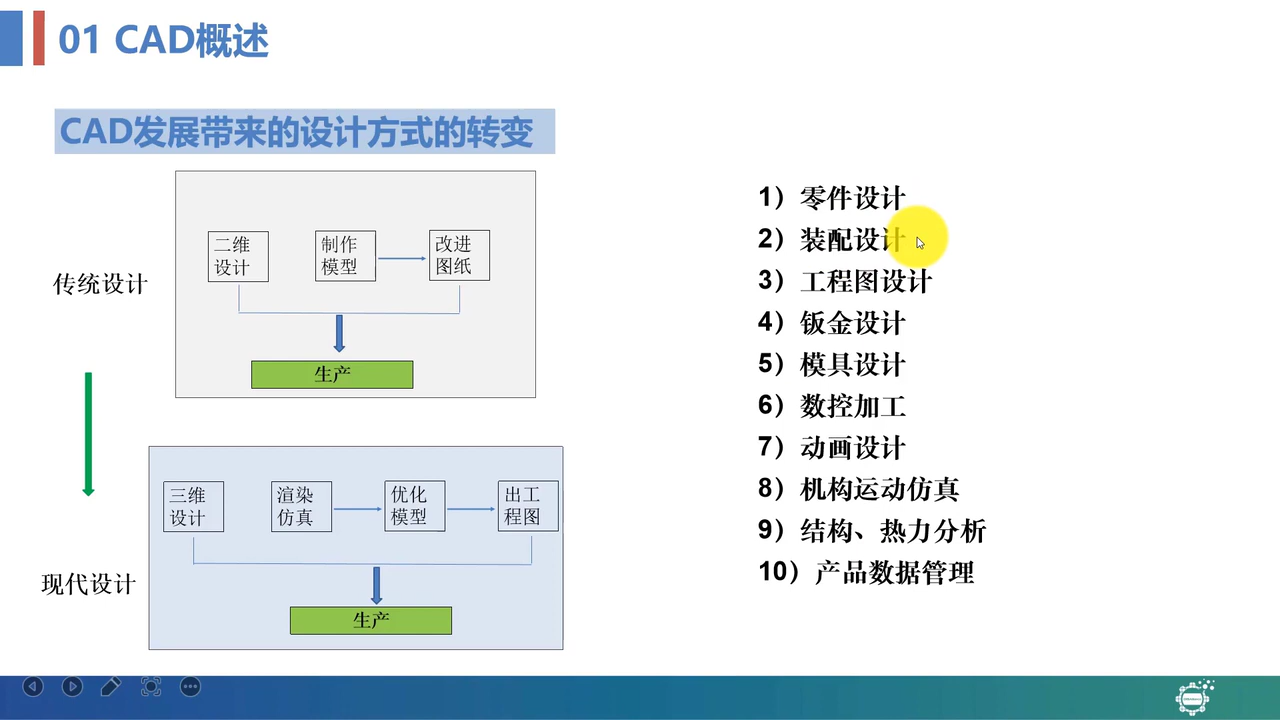 01 CAD概述
CAD发展带来的设计方式的转变
传统设计
二维
设计
制作
模型
改进
图纸
生产
现代设计
三维
设计
渲染
仿真
优化
模型
出工
程图
生产
1）零件设计
2）装配设计
3）工程图设计
4）钣金设计
5）模具设计
6）数控加工
7）动画设计
8）机构运动仿真
9）结构、热力分析
10）产品数据管理